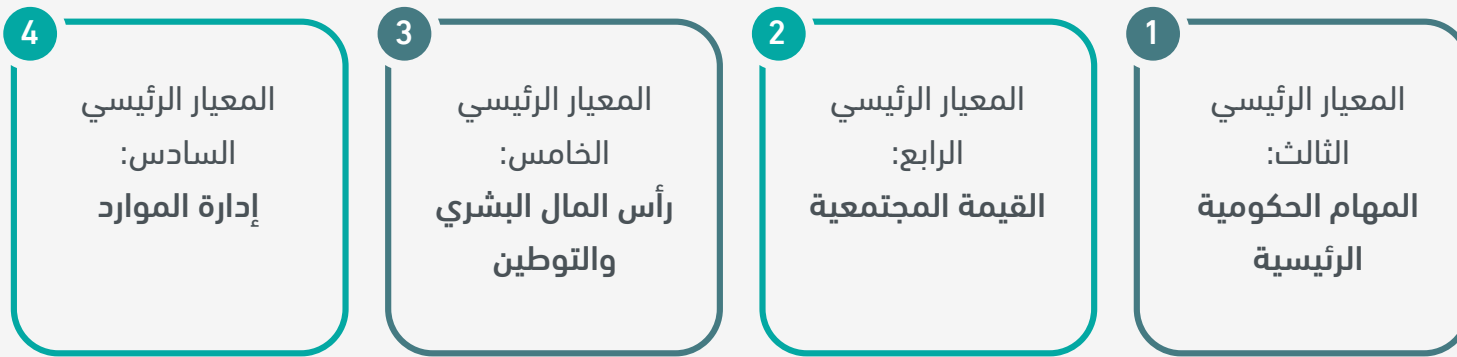 1
المعيار الرئيسي
الثالث:
المهام الحكومية
الرئيسية
2
المعيار الرئيسي
الرابع:
القيمة المجتمعية
3
المعيار الرئيسي
الخامس:
رأس المال البشري
والتوطين
4
المعيار الرئيسي
السادس:
إدارة الموارد